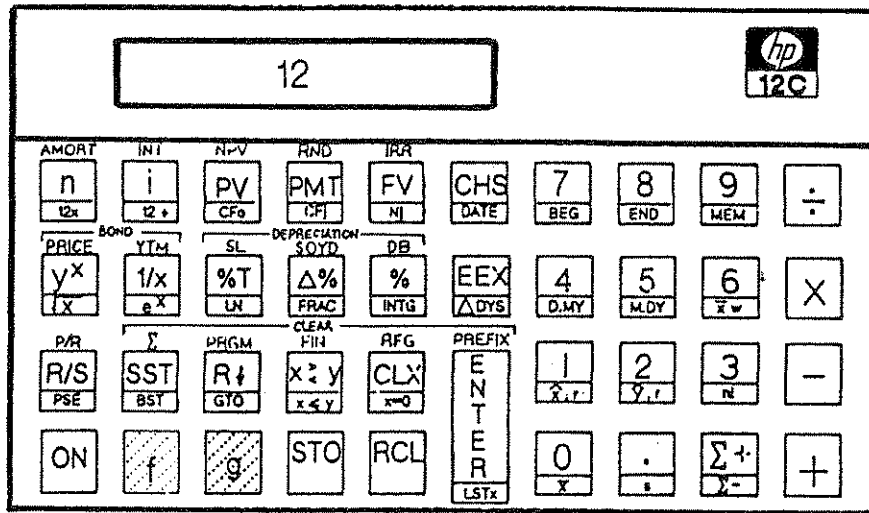 12
hp
12C
AMORT INT NPV RND IRR
n i PV PMT FV CHS 7 8 9 ÷
12x 12÷ CFo CFj Nj DATE BEG END MEM
BOND DEPRECIATION
PRICE YTM SL SOYD DB
y^x 1/x %T Δ% % EEX 4 5 6 X
√x e^x LN FRAC INTG ΔDYS D.MY M.DY x̄ w
CLEAR
P/R Σ PRGM FIN REG PREFIX
R/S SST R↓ x≷y CLX ENTER 1 2 3 −
PSE BST GTO x≤y x=0 x̂,r ŷ,r n!
ON f g STO RCL 0 . Σ+ +
LSTx x̄ s Σ-